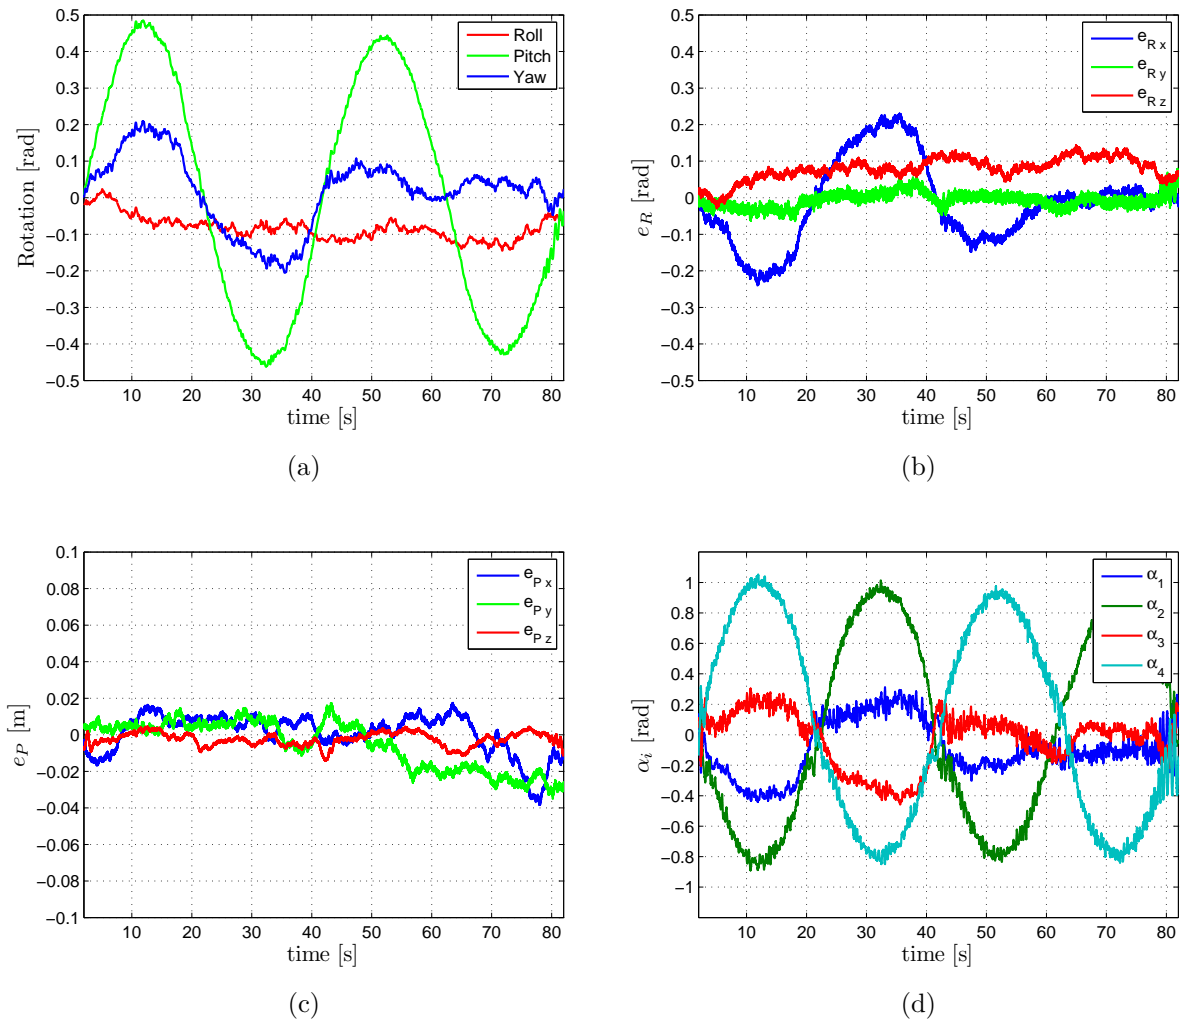 0.5
0.4
0.3
0.2
0.1
0
−0.1
−0.2
−0.3
−0.4
−0.5
Rotation [rad]
Roll
Pitch
Yaw
10 20 30 40 50 60 70 80
time [s]
(a)
0.5
0.4
0.3
0.2
0.1
0
−0.1
−0.2
−0.3
−0.4
−0.5
e_R [rad]
e_R x
e_R y
e_R z
10 20 30 40 50 60 70 80
time [s]
(b)
0.1
0.08
0.06
0.04
0.02
0
−0.02
−0.04
−0.06
−0.08
−0.1
e_P [m]
e_P x
e_P y
e_P z
10 20 30 40 50 60 70 80
time [s]
(c)
1
0.8
0.6
0.4
0.2
0
−0.2
−0.4
−0.6
−0.8
−1
α_i [rad]
α_1
α_2
α_3
α_4
10 20 30 40 50 60 70 80
time [s]
(d)